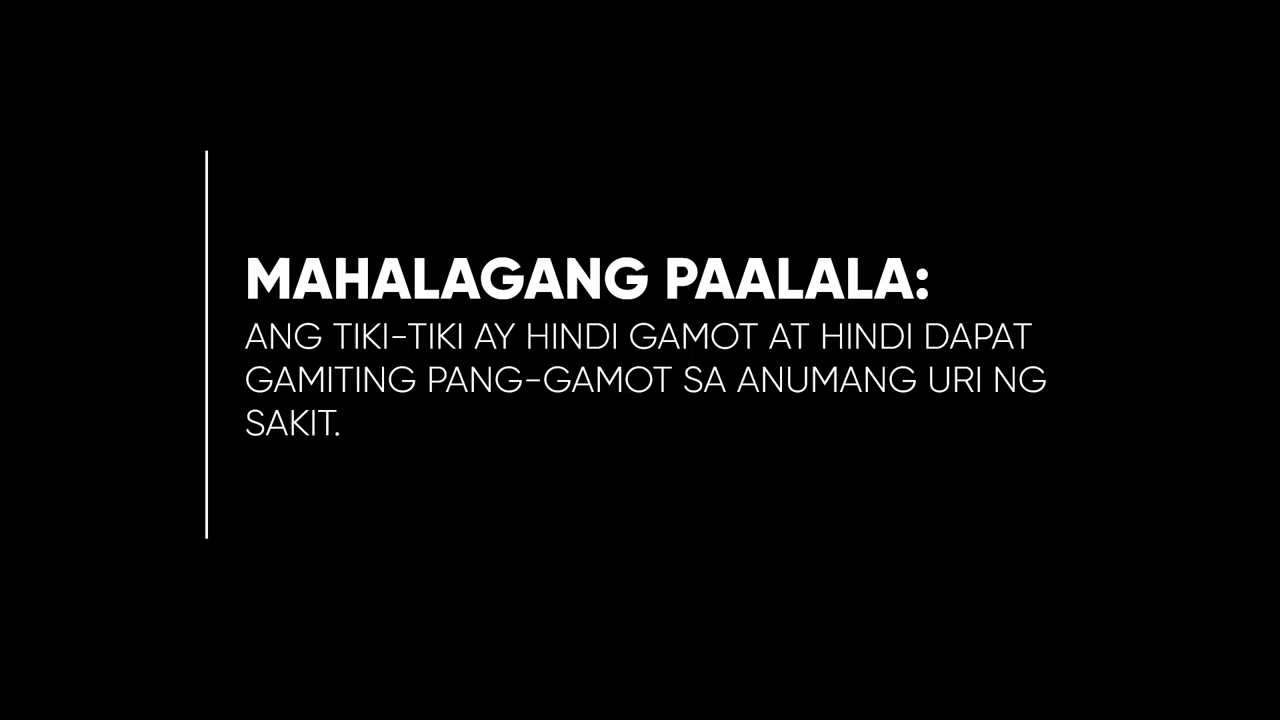 MAHALAGANG PAALALA:
ANG TIKI-TIKI AY HINDI GAMOT AT HINDI DAPAT
GAMITING PANG-GAMOT SA ANUMANG URI NG
SAKIT.